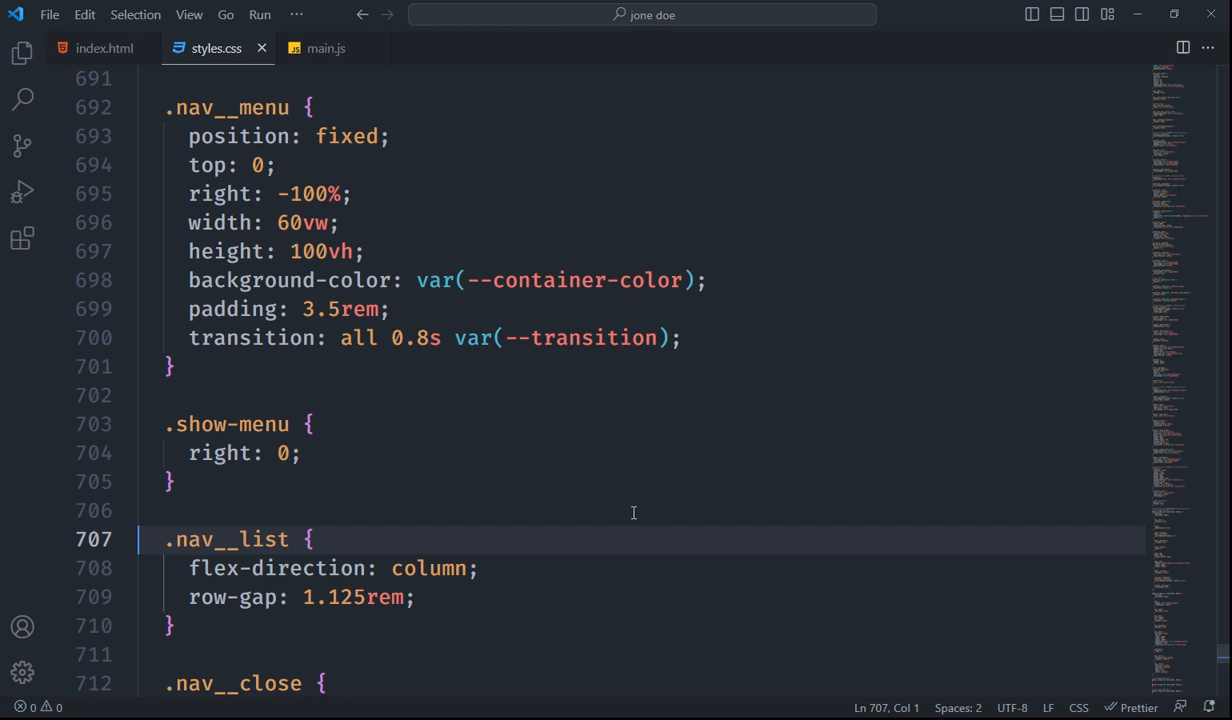 File Edit Selection View Go Run ··· jone doe
index.html styles.css JS main.js
691
692 .nav__menu {
693 position: fixed;
694 top: 0;
695 right: -100%;
696 width: 60vw;
697 height: 100vh;
698 background-color: var(--container-color);
699 padding: 3.5rem;
700 transition: all 0.8s var(--transition);
701 }
702
703 .show-menu {
704 right: 0;
705 }
706
707 .nav__list {
708 flex-direction: column;
709 row-gap: 1.125rem;
710 }
711
712 .nav__close {
0 0 Ln 707, Col 1 Spaces: 2 UTF-8 LF CSS Prettier